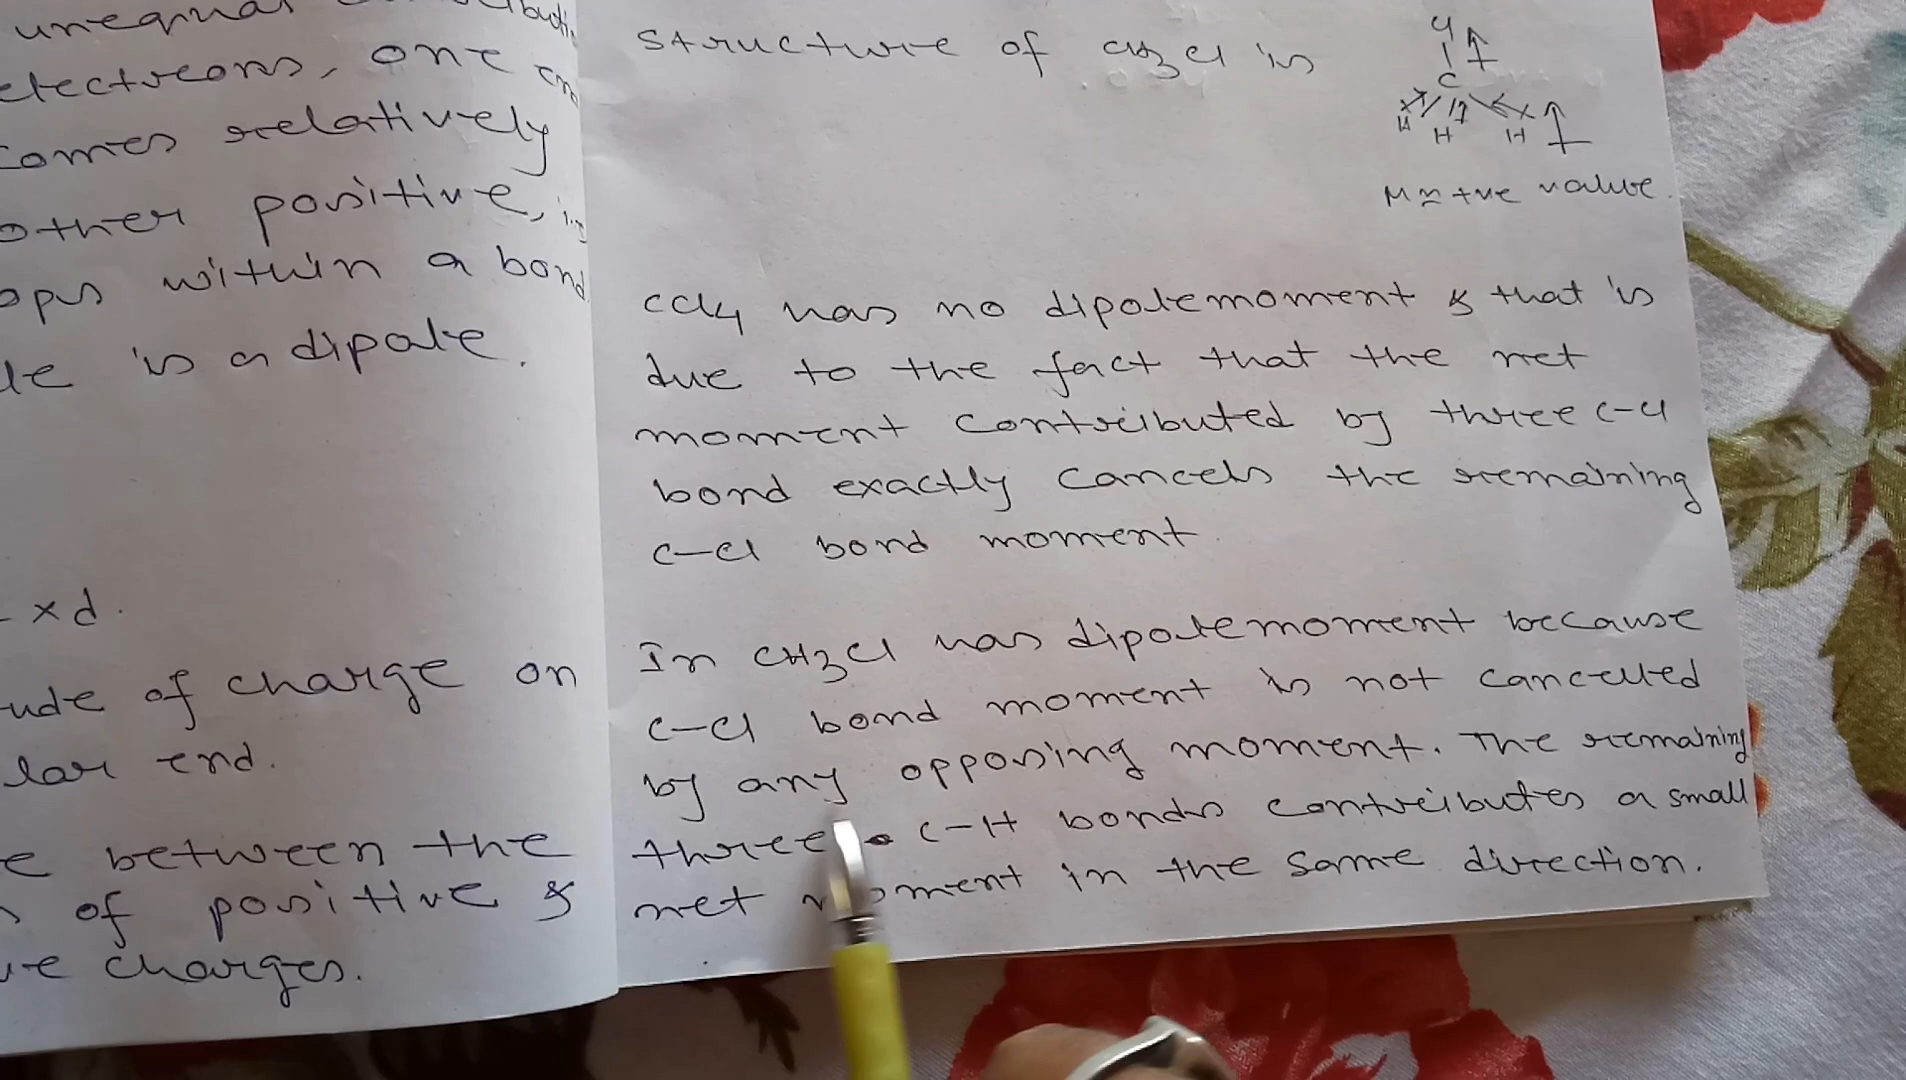 unequal
electrons, one end
comes relatively
other positive,
within a bond
is a dipole.
x d.
of charge on
end.
between the
of positive &
charges.
structure of CH3Cl is
Cl
C
H H H
μ ≈ +ve value.
CCl4 has no dipolemoment & that is
due to the fact that the net
moment contributed by three C-Cl
bond exactly cancels the remaining
C-Cl bond moment.
In CH3Cl has dipolemoment because
C-Cl bond moment is not cancelled
by any opposing moment. The remaining
three C-H bonds contributes a small
net moment in the same direction.